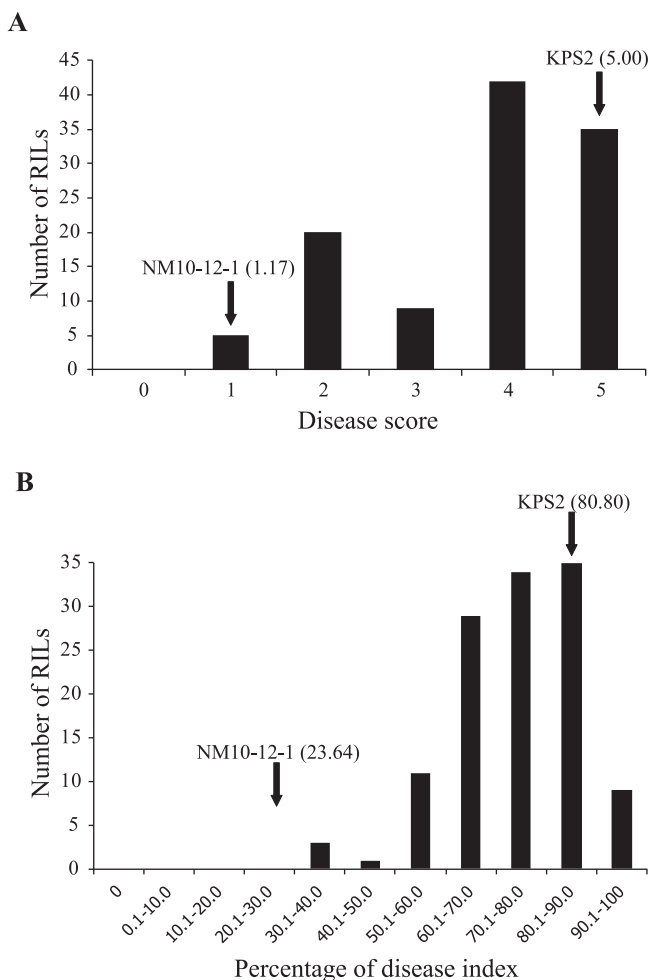 A
KPS2 (5.00)
NM10-12-1 (1.17)
45
40
35
30
25
20
15
10
5
0
Number of RILs
0 1 2 3 4 5
Disease score
B
KPS2 (80.80)
NM10-12-1 (23.64)
35
30
25
20
15
10
5
0
Number of RILs
0 0.1-10.0 10.1-20.0 20.1-30.0 30.1-40.0 40.1-50.0 50.1-60.0 60.1-70.0 70.1-80.0 80.1-90.0 90.1-100
Percentage of disease index